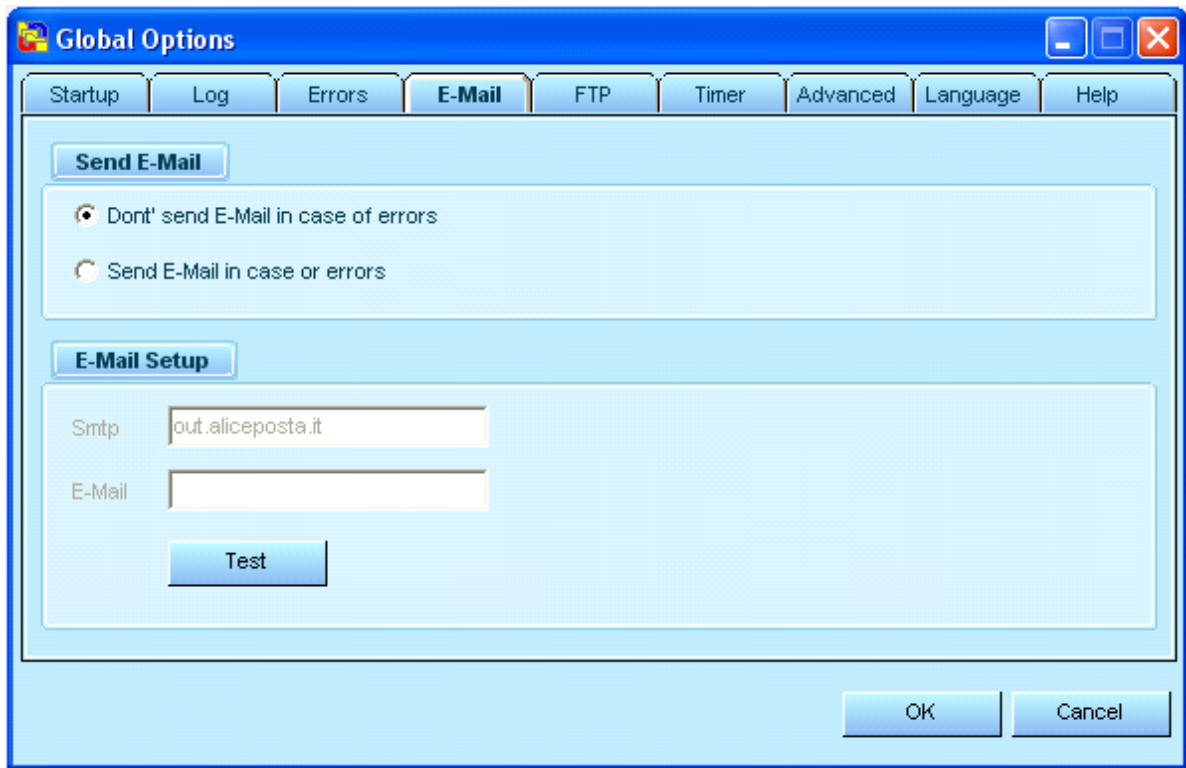 Global Options
Startup Log Errors E-Mail FTP Timer Advanced Language Help
Send E-Mail
Dont' send E-Mail in case of errors
Send E-Mail in case or errors
E-Mail Setup
Smtp out.aliceposta.it
E-Mail
Test
OK Cancel